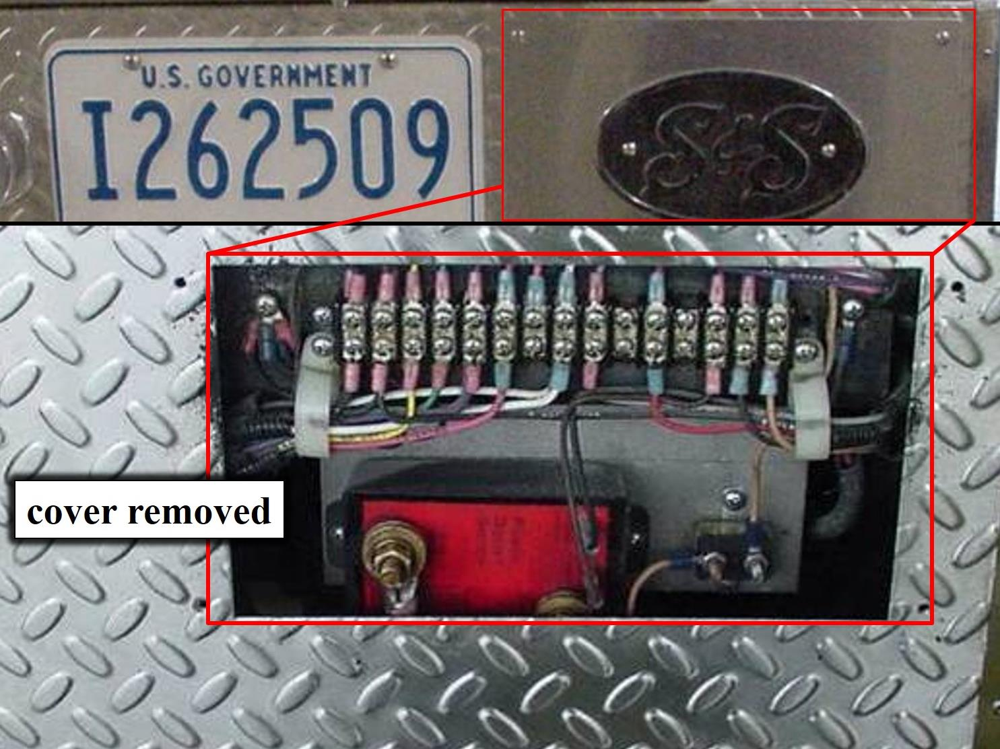 U.S. GOVERNMENT
I262509
S&S
cover removed